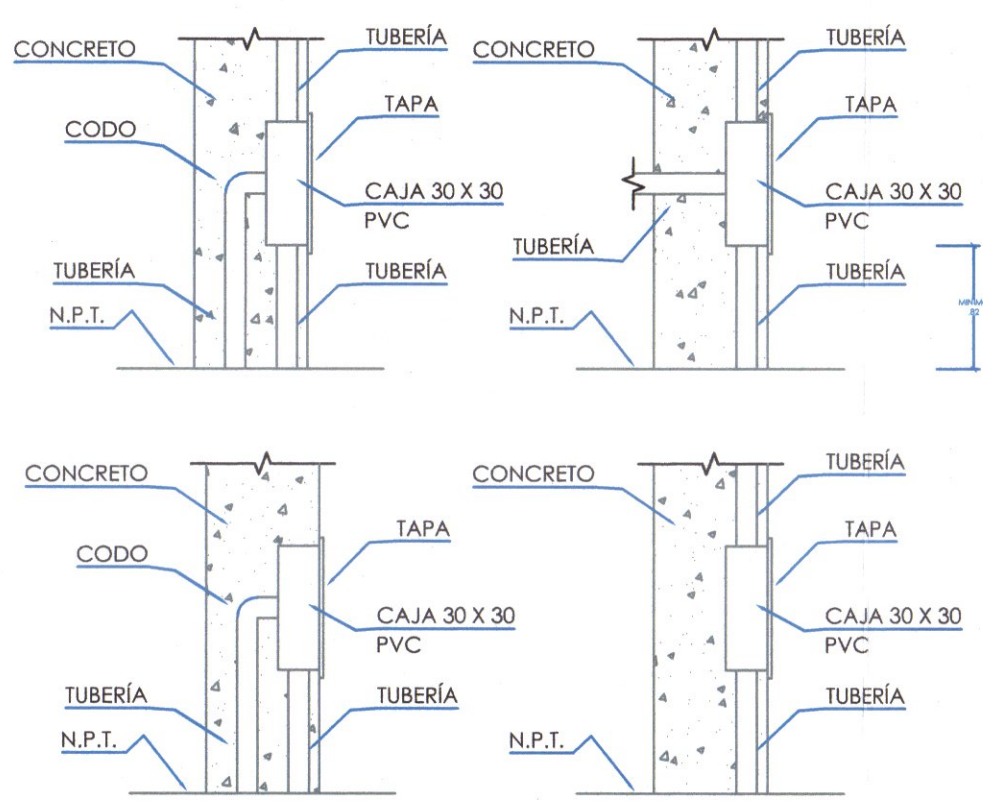 CONCRETO
TUBERÍA
TAPA
CODO
CAJA 30 X 30
PVC
TUBERÍA
TUBERÍA
N.P.T.
CONCRETO
TUBERÍA
TAPA
CAJA 30 X 30
PVC
TUBERÍA
TUBERÍA
N.P.T.
.82
CONCRETO
TAPA
CODO
CAJA 30 X 30
PVC
TUBERÍA
TUBERÍA
N.P.T.
CONCRETO
TUBERÍA
TAPA
CAJA 30 X 30
PVC
TUBERÍA
N.P.T.